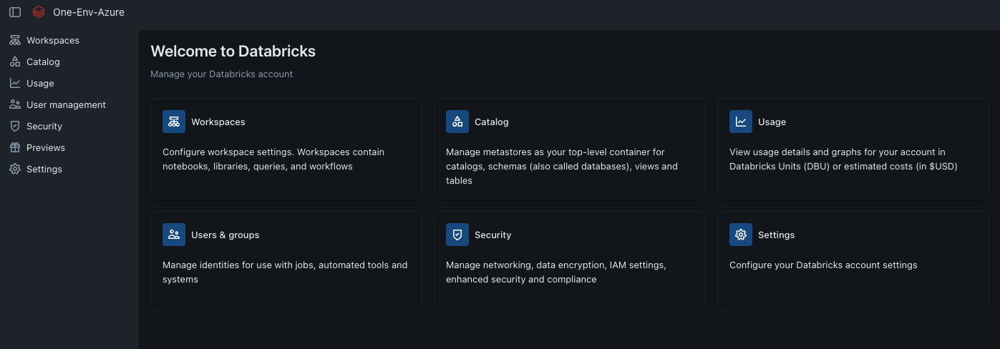 One-Env-Azure
Workspaces
Catalog
Usage
User management
Security
Previews
Settings
Welcome to Databricks
Manage your Databricks account
Workspaces
Configure workspace settings. Workspaces contain
notebooks, libraries, queries, and workflows
Catalog
Manage metastores as your top-level container for
catalogs, schemas (also called databases), views and
tables
Usage
View usage details and graphs for your account in
Databricks Units (DBU) or estimated costs (in $USD)
Users & groups
Manage identities for use with jobs, automated tools and
systems
Security
Manage networking, data encryption, IAM settings,
enhanced security and compliance
Settings
Configure your Databricks account settings